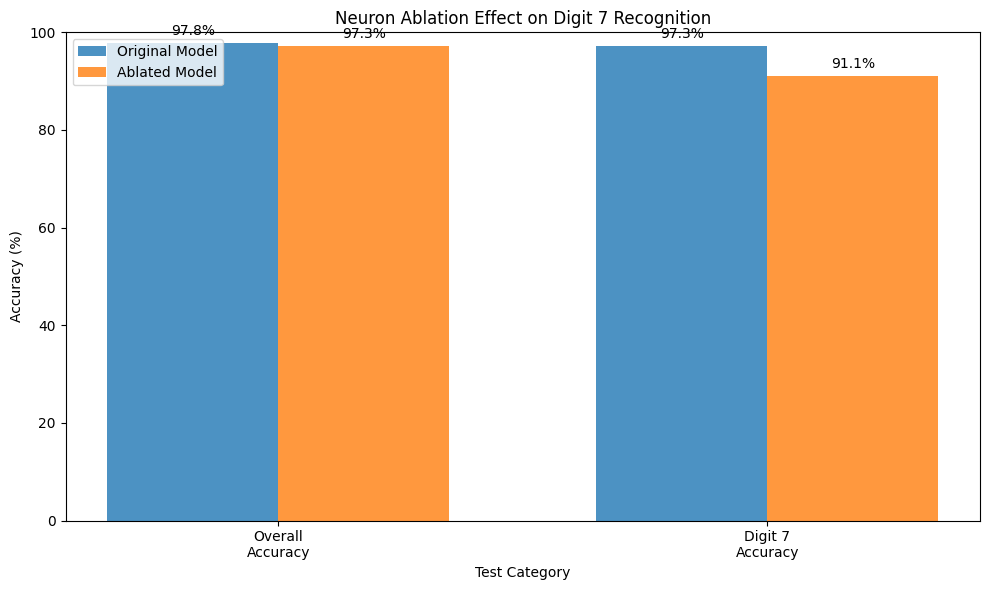 Neuron Ablation Effect on Digit 7 Recognition
97.8%
97.3%
97.3%
91.1%
Original Model
Ablated Model
Accuracy (%)
100
80
60
40
20
0
Overall
Accuracy
Digit 7
Accuracy
Test Category